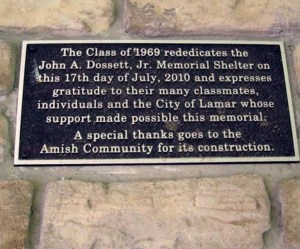 The Class of 1969 rededicates the
John A. Dossett, Jr. Memorial Shelter on
this 17th day of July, 2010 and expresses
gratitude to their many classmates,
individuals and the City of Lamar whose
support made possible this memorial.
A special thanks goes to the
Amish Community for its construction.